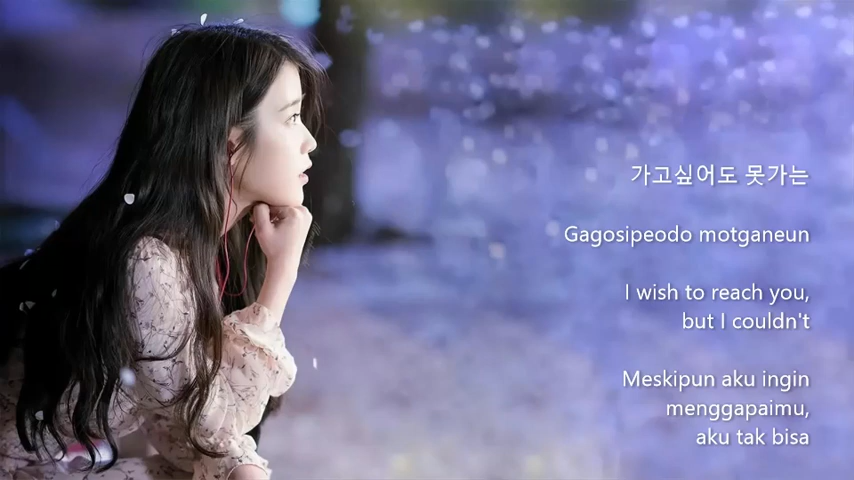 가고싶어도 못가는
Gagosipeodo motganeun
I wish to reach you,
but I couldn't
Meskipun aku ingin
menggapaimu,
aku tak bisa